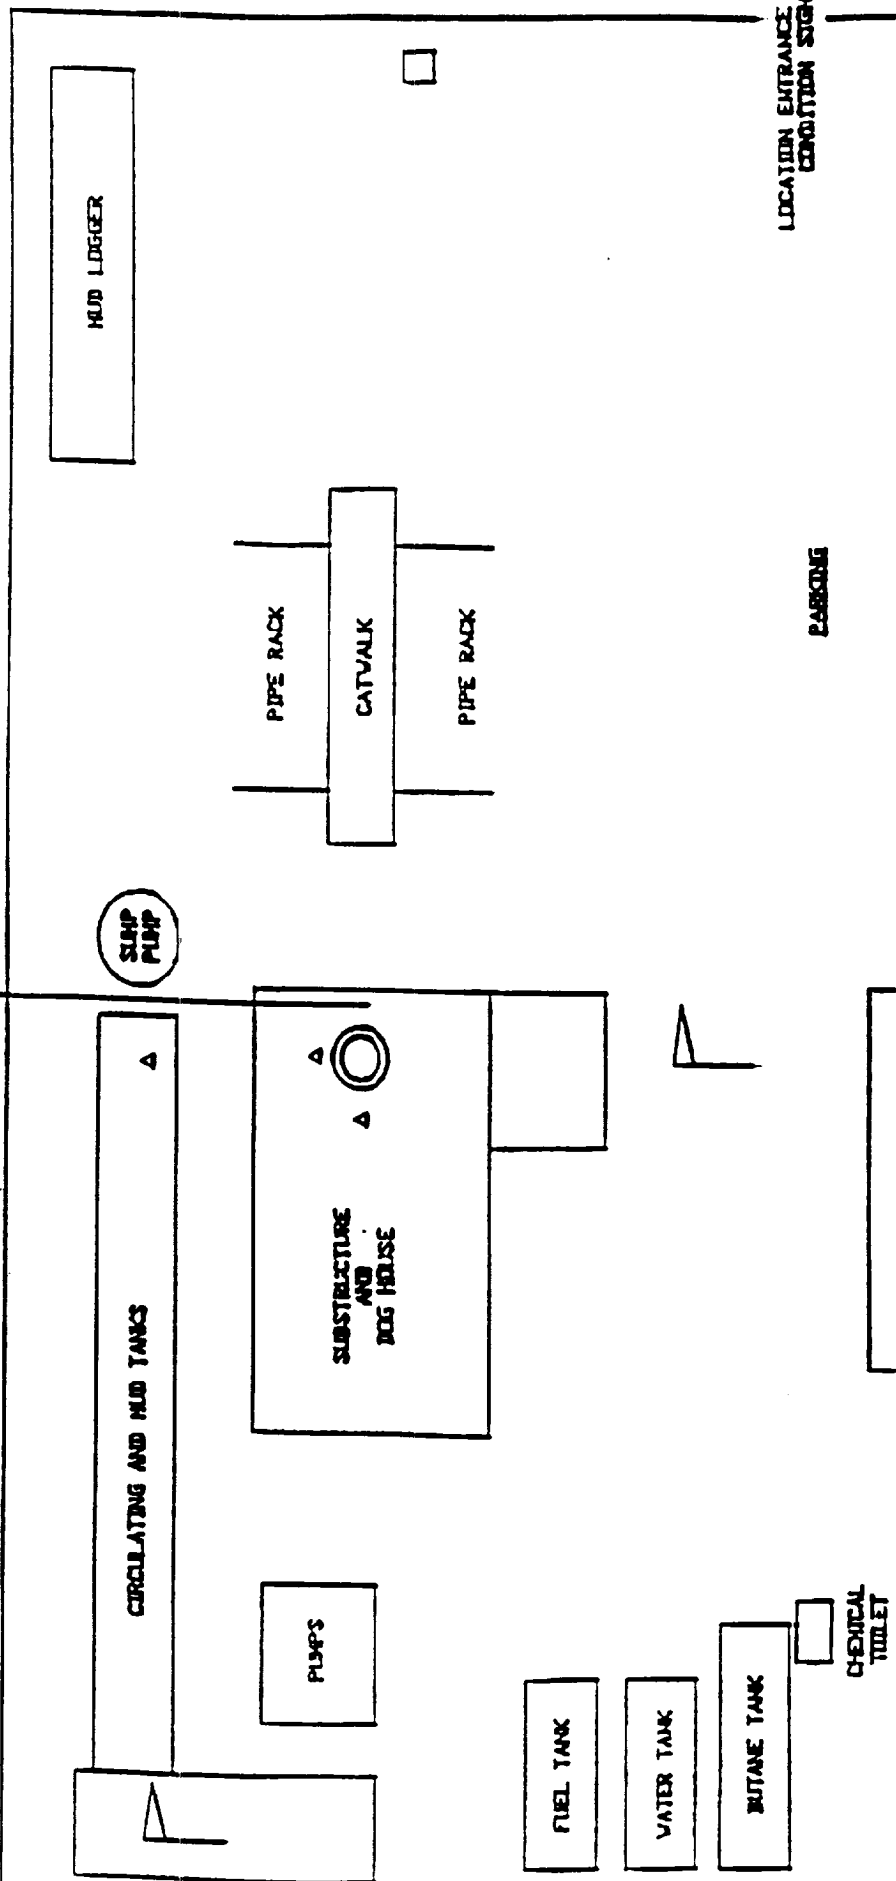 LOCATION ENTRANCE
CONDITION SIGN
MUD LOGGER
PIPE RACK
CATWALK
PIPE RACK
PARKING
SUMP
PUMP
SUBSTRUCTURE
AND
DOG HOUSE
CIRCULATING AND MUD TANKS
PUMPS
FUEL TANK
WATER TANK
BUTANE TANK
CHEMICAL
TOILET